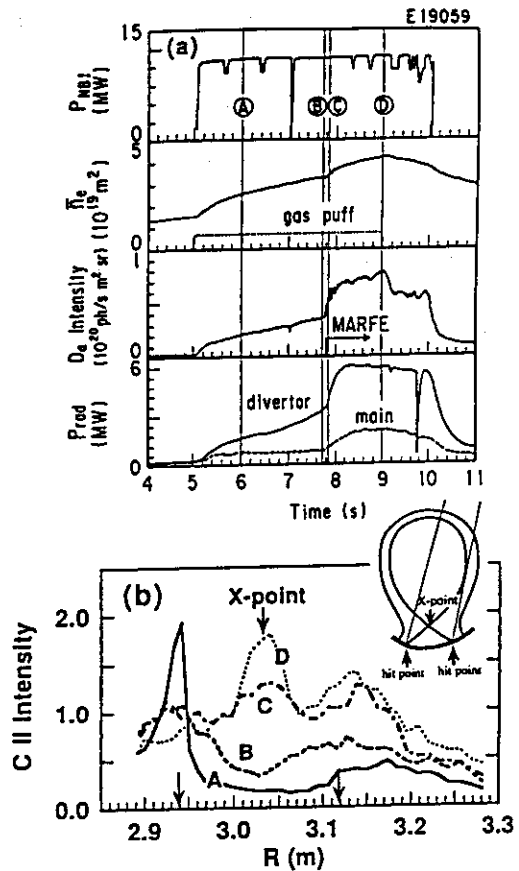 E19059
(a)
15
P_NBI
(MW)
0
A B C D
5
n̄e
(10^19 m^2)
0
gas puff
1
Dα Intensity
(10^20 ph/s m^2 sr)
0
MARFE
6
Prad
(MW)
0
divertor
main
4 5 6 7 8 9 10 11
Time (s)
(b)
X-point
X-point
hit point hit point
2.0
1.0
0.0
C II Intensity
D
C
B
A
2.9 3.0 3.1 3.2 3.3
R (m)